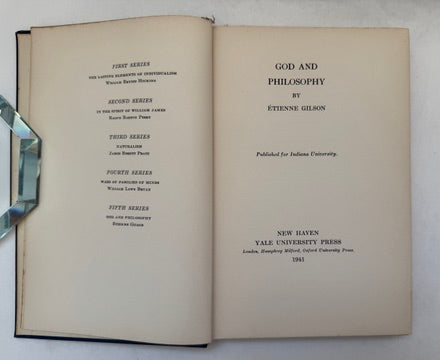 FIRST SERIES
THE LASTING ELEMENTS OF INDIVIDUALISM
William Ernest Hocking
SECOND SERIES
IN THE SPIRIT OF WILLIAM JAMES
Ralph Barton Perry
THIRD SERIES
NATURALISM
James Bissett Pratt
FOURTH SERIES
WARS OF FAMILIES OF MINDS
William Lowe Bryan
FIFTH SERIES
GOD AND PHILOSOPHY
Étienne Gilson
GOD AND
PHILOSOPHY
BY
ÉTIENNE GILSON
Published for Indiana University.
NEW HAVEN
YALE UNIVERSITY PRESS
London, Humphrey Milford, Oxford University Press.
1941